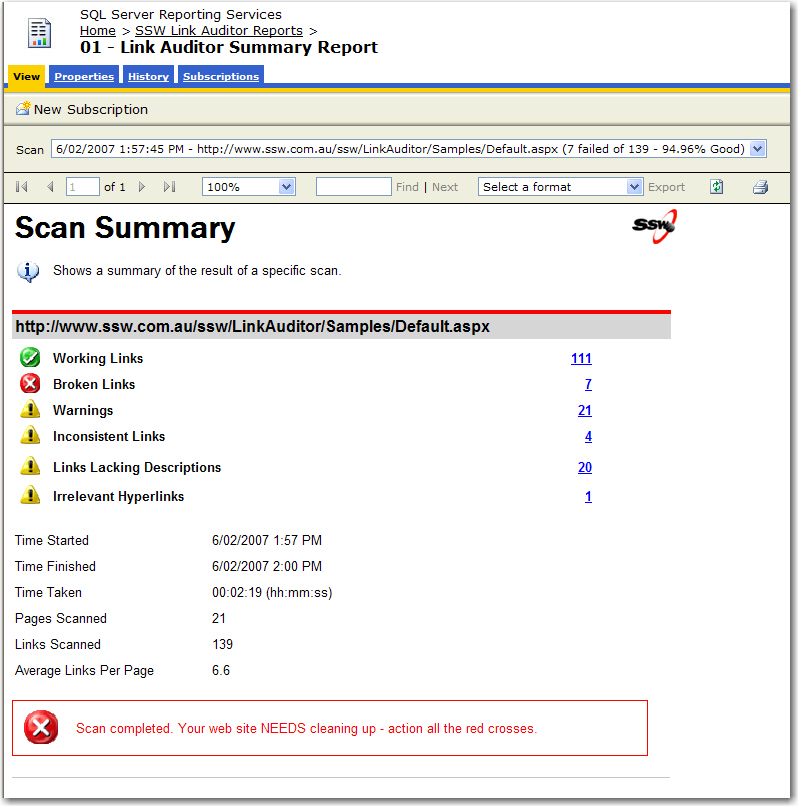 SQL Server Reporting Services
Home > SSW Link Auditor Reports >
01 - Link Auditor Summary Report
View Properties History Subscriptions
New Subscription
Scan 6/02/2007 1:57:45 PM - http://www.ssw.com.au/ssw/LinkAuditor/Samples/Default.aspx (7 failed of 139 - 94.96% Good)
1 of 1 100% Find | Next Select a format Export
Scan Summary SSW
Shows a summary of the result of a specific scan.
http://www.ssw.com.au/ssw/LinkAuditor/Samples/Default.aspx
Working Links 111
Broken Links 7
Warnings 21
Inconsistent Links 4
Links Lacking Descriptions 20
Irrelevant Hyperlinks 1
Time Started 6/02/2007 1:57 PM
Time Finished 6/02/2007 2:00 PM
Time Taken 00:02:19 (hh:mm:ss)
Pages Scanned 21
Links Scanned 139
Average Links Per Page 6.6
Scan completed. Your web site NEEDS cleaning up - action all the red crosses.